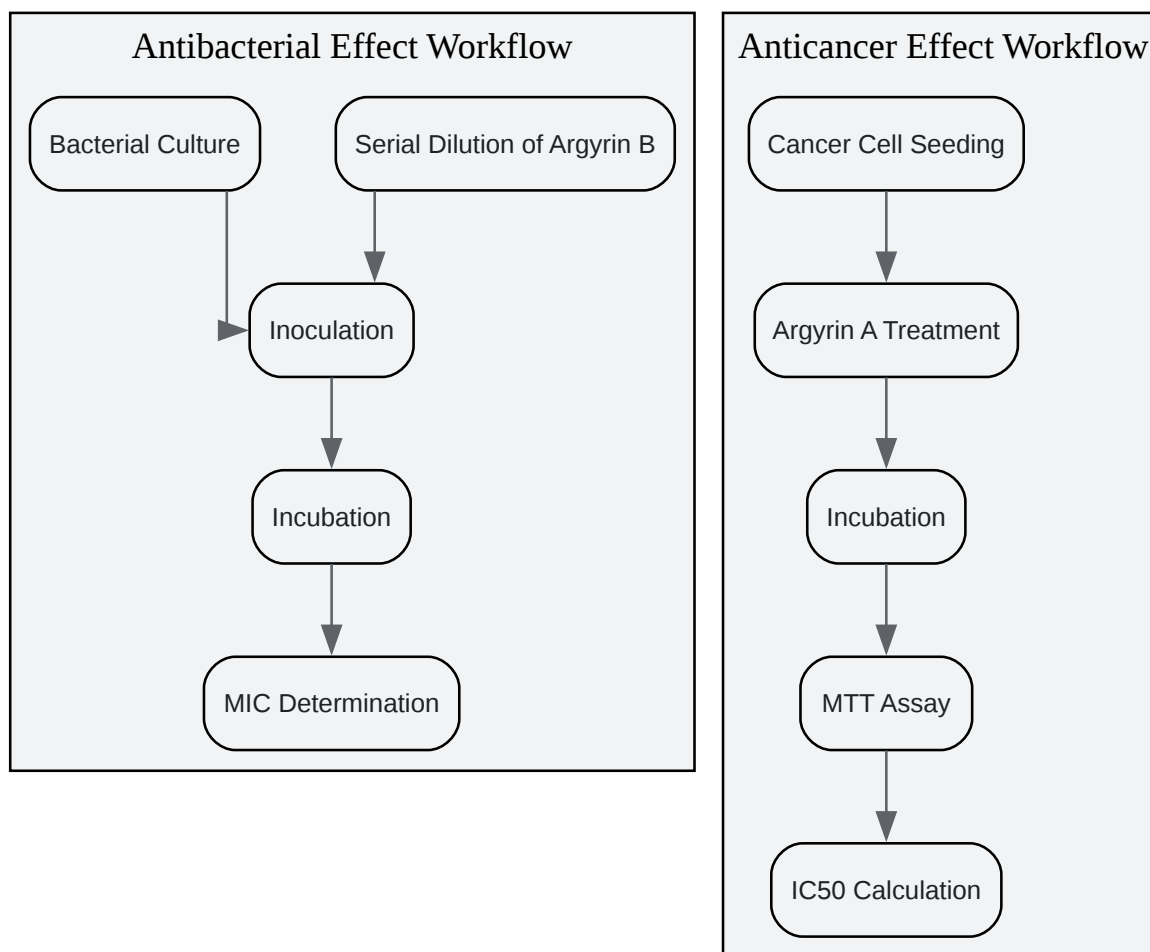 Antibacterial Effect Workflow
Bacterial Culture
Serial Dilution of Argyrin B
Inoculation
Incubation
MIC Determination
Anticancer Effect Workflow
Cancer Cell Seeding
Argyrin A Treatment
Incubation
MTT Assay
IC50 Calculation